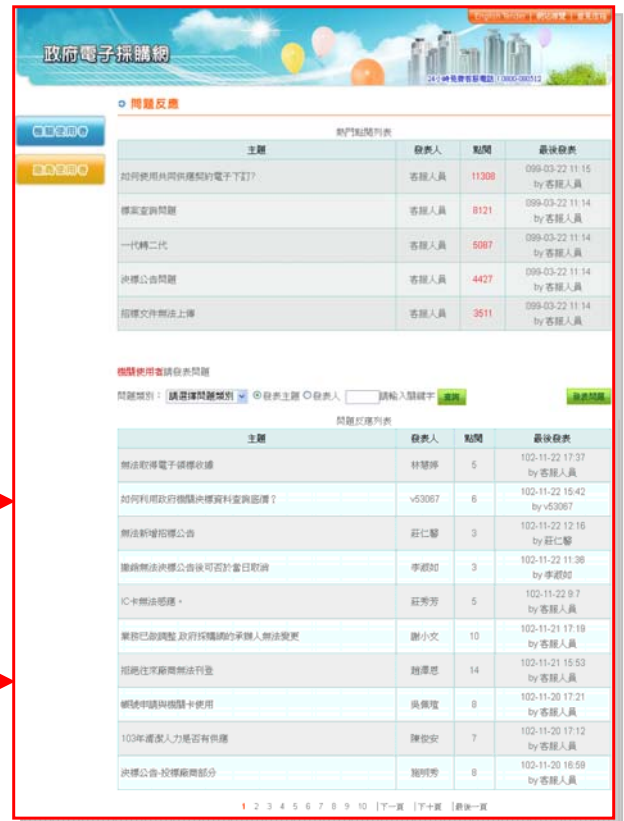 English Version | 網站導覽 | 意見信箱
政府電子採購網
24小時免費客服電話:0800-080512
問題反應
機關使用者
廠商使用者
熱門點閱列表
主題 發表人 點閱 最後發表
如何使用共同供應契約電子下訂? 客服人員 11308 099-03-22 11:15 by 客服人員
標案查詢問題 客服人員 8121 099-03-22 11:14 by 客服人員
一代轉二代 客服人員 5087 099-03-22 11:14 by 客服人員
決標公告問題 客服人員 4427 099-03-22 11:14 by 客服人員
招標文件無法上傳 客服人員 3511 099-03-22 11:14 by 客服人員
機關使用者請發表問題
問題類別: 請選擇問題類別 發表主題 發表人 請輸入關鍵字 查詢 發表問題
問題反應列表
主題 發表人 點閱 最後發表
無法取得電子領標收據 林慧婷 5 102-11-22 17:37 by 客服人員
如何利用政府機關決標資料查詢底價? v53067 6 102-11-22 15:42 by v53067
無法新增招標公告 莊仁馨 3 102-11-22 12:16 by 莊仁馨
撤銷無法決標公告後可否於當日取消 李淑如 3 102-11-22 11:36 by 李淑如
IC卡無法感應。 莊秀芳 5 102-11-22 9:7 by 客服人員
業務已做調整,政府採購網的承辦人無法變更 謝小文 10 102-11-21 17:19 by 客服人員
拒絕往來廠商無法刊登 趙澤恩 14 102-11-21 15:53 by 客服人員
帳號申請與機關卡使用 吳佩瑄 8 102-11-20 17:21 by 客服人員
103年清潔人力是否有供應 陳俊安 7 102-11-20 17:12 by 客服人員
決標公告-投標廠商部分 施明秀 8 102-11-20 16:59 by 客服人員
1 2 3 4 5 6 7 8 9 10 |下一頁 |下十頁 |最後一頁